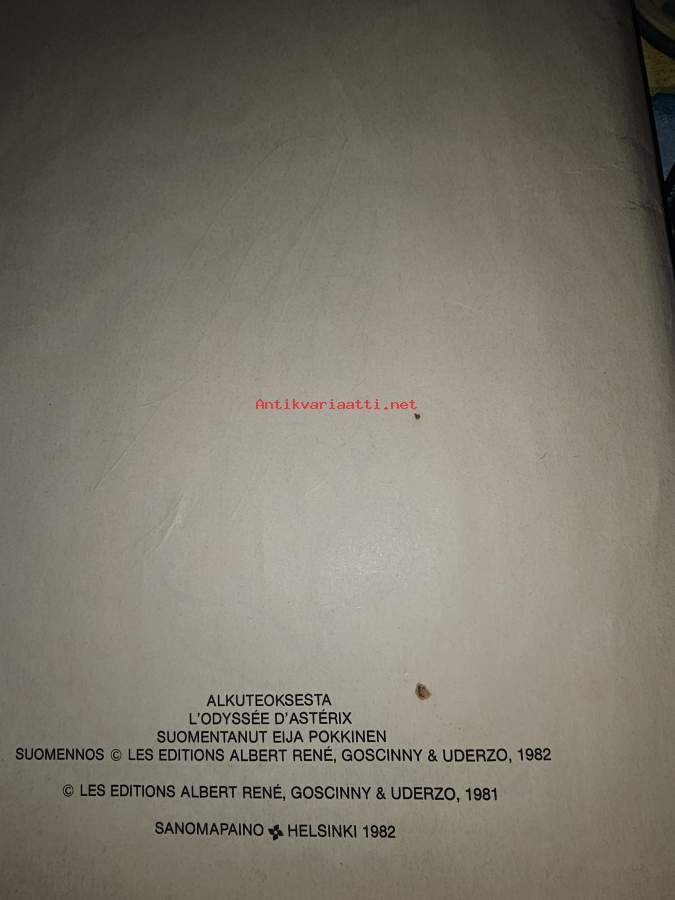 Antikvariaatti.net
ALKUTEOKSESTA
L'ODYSSÉE D'ASTÉRIX
SUOMENTANUT EIJA POKKINEN
SUOMENNOS © LES EDITIONS ALBERT RENÉ, GOSCINNY & UDERZO, 1982
© LES EDITIONS ALBERT RENÉ, GOSCINNY & UDERZO, 1981
SANOMAPAINO HELSINKI 1982